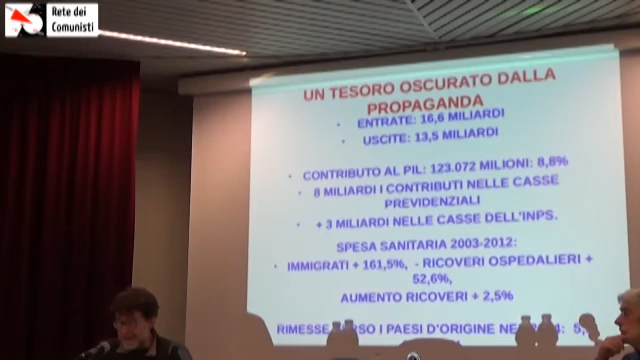 Rete dei
Comunisti
UN TESORO OSCURATO DALLA
PROPAGANDA
• ENTRATE: 16,6 MILIARDI
• USCITE: 13,5 MILIARDI
• CONTRIBUTO AL PIL: 123.072 MILIONI: 8,8%
• 8 MILIARDI I CONTRIBUTI NELLE CASSE
PREVIDENZIALI
• + 3 MILIARDI NELLE CASSE DELL'INPS.
SPESA SANITARIA 2003-2012:
• IMMIGRATI + 161,5%, - RICOVERI OSPEDALIERI +
52,6%,
AUMENTO RICOVERI + 2,5%
RIMESSE I PAESI D'ORIGINE